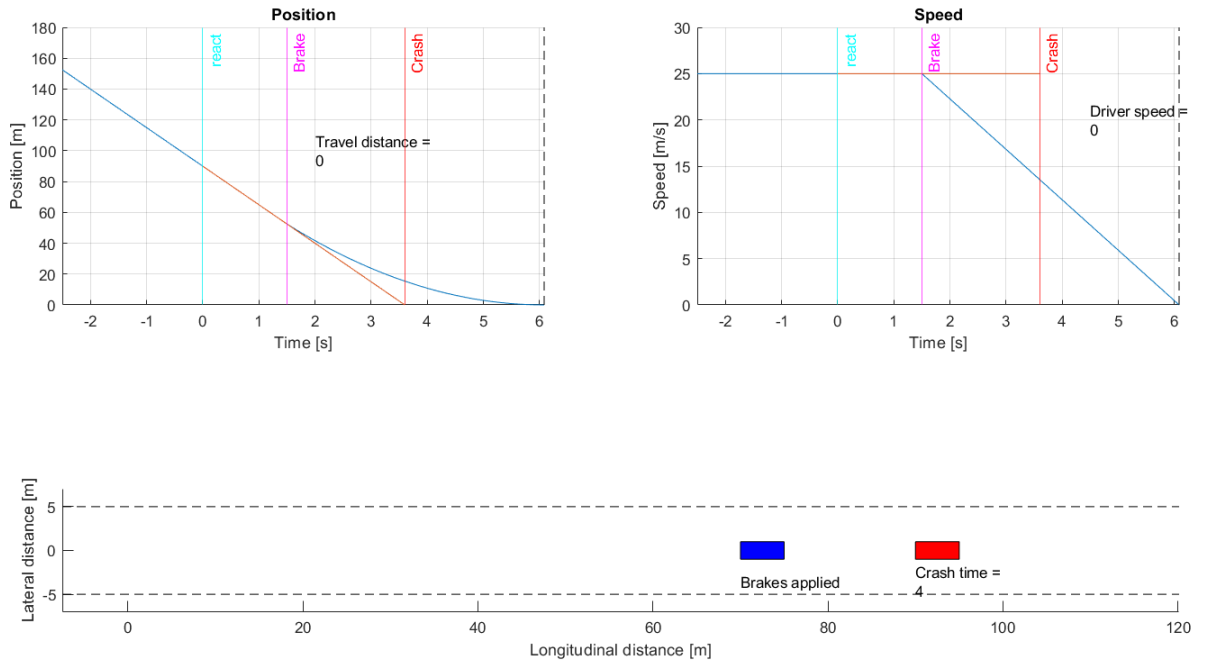 Position
180
160
140
120
100
80
60
40
20
0
Position [m]
react
Brake
Crash
Travel distance =
0
-2 -1 0 1 2 3 4 5 6
Time [s]
Speed
30
25
20
15
10
5
0
Speed [m/s]
react
Brake
Crash
Driver speed =
0
-2 -1 0 1 2 3 4 5 6
Time [s]
Lateral distance [m]
5
0
-5
Brakes applied
Crash time =
4
0 20 40 60 80 100 120
Longitudinal distance [m]